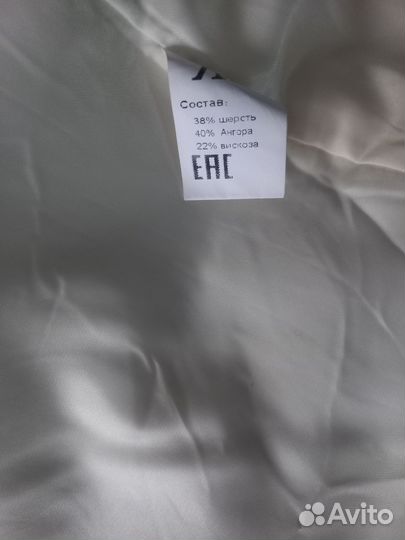 Состав:
38% шерсть
40% Ангора
22% вискоза
EAC
Avito